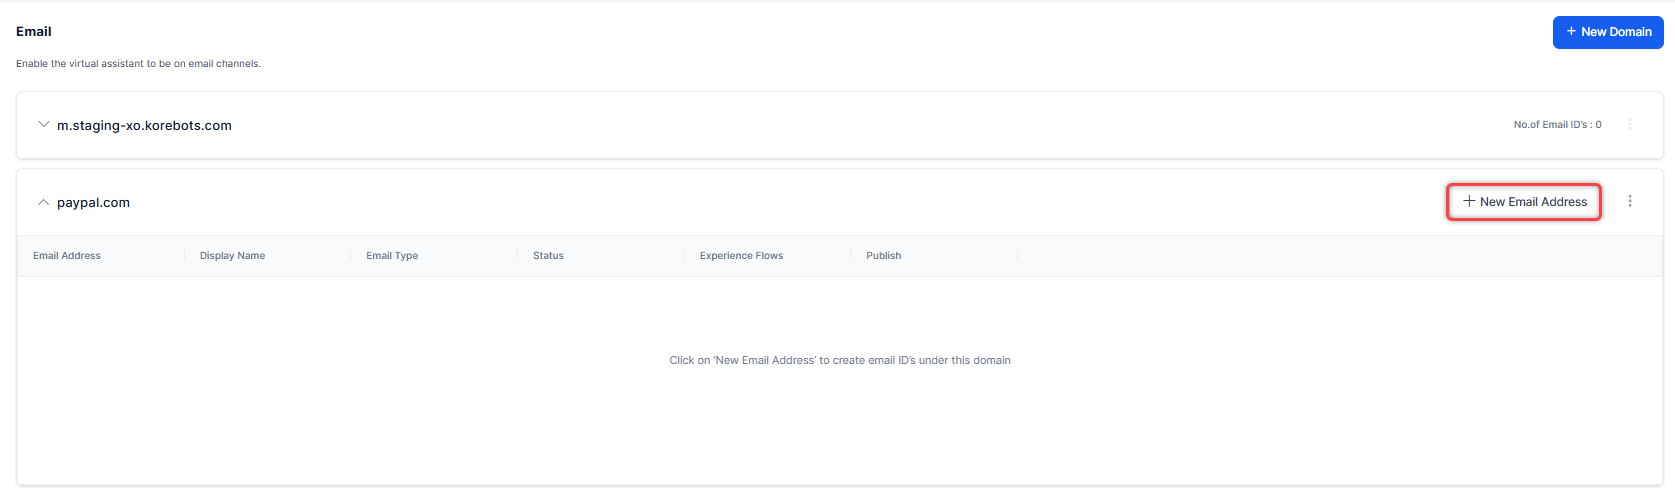 Email
+ New Domain
Enable the virtual assistant to be on email channels.
m.staging-xo.korebots.com
No.of Email ID's : 0
paypal.com
+ New Email Address
Email Address Display Name Email Type Status Experience Flows Publish
Click on 'New Email Address' to create email ID's under this domain